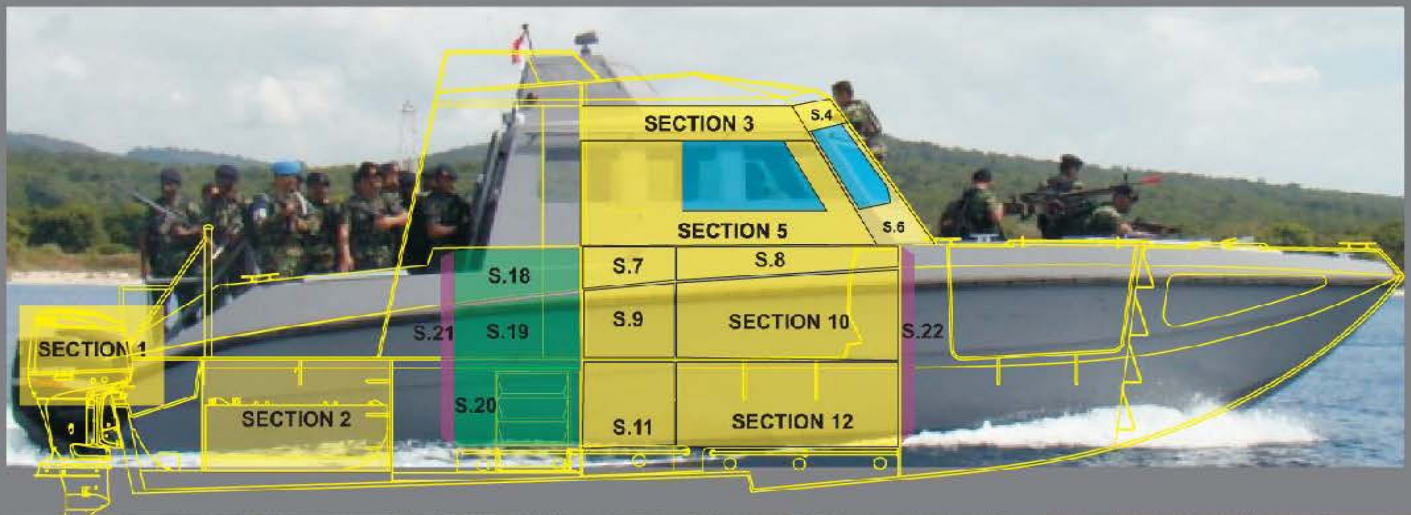 SECTION 3
S.4
SECTION 5
S.6
S.18
S.7
S.8
S.21
S.19
S.9
SECTION 10
S.22
SECTION 1
SECTION 2
S.20
S.11
SECTION 12